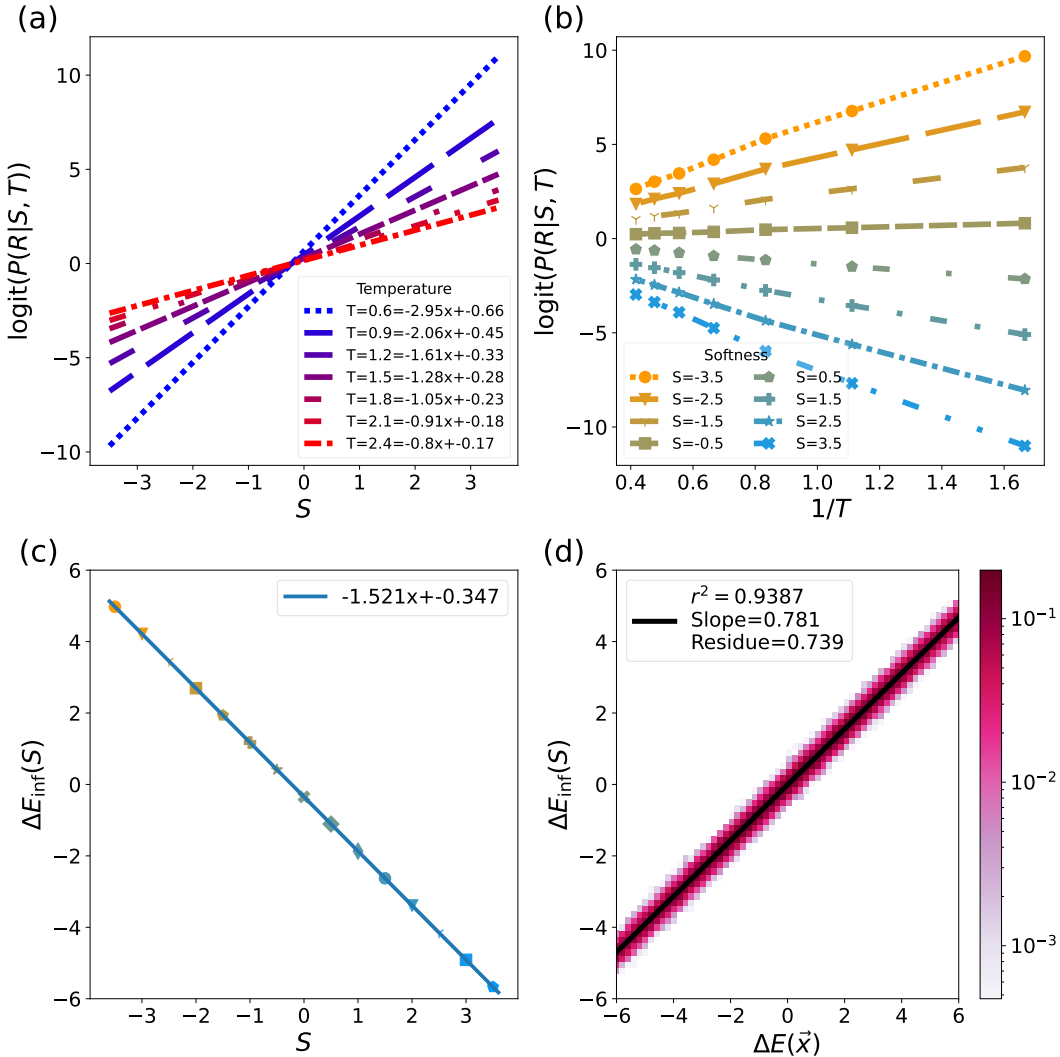 (a)
logit(P(R|S, T))
10
5
0
−5
−10
−3
−2
−1
0
1
2
3
S
Temperature
T=0.6=-2.95x+-0.66
T=0.9=-2.06x+-0.45
T=1.2=-1.61x+-0.33
T=1.5=-1.28x+-0.28
T=1.8=-1.05x+-0.23
T=2.1=-0.91x+-0.18
T=2.4=-0.8x+-0.17
(b)
logit(P(R|S, T)
10
5
0
−5
−10
0.4
0.6
0.8
1.0
1.2
1.4
1.6
1/T
Softness
S=-3.5
S=-2.5
S=-1.5
S=-0.5
S=0.5
S=1.5
S=2.5
S=3.5
(c)
ΔE_inf(S)
6
4
2
0
−2
−4
−6
−3
−2
−1
0
1
2
3
S
-1.521x+-0.347
(d)
ΔE_inf(S)
6
4
2
0
−2
−4
−6
−6
−4
−2
0
2
4
6
ΔE(x⃗)
r² = 0.9387
Slope=0.781
Residue=0.739
10⁻¹
10⁻²
10⁻³